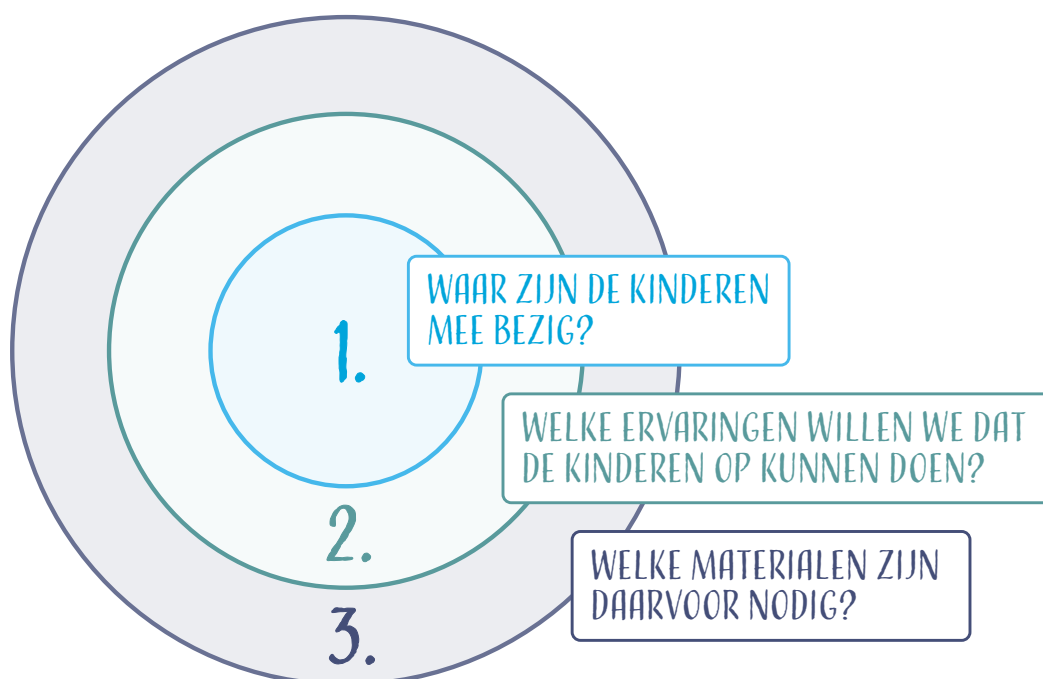 1.
WAAR ZIJN DE KINDEREN
MEE BEZIG?
WELKE ERVARINGEN WILLEN WE DAT
DE KINDEREN OP KUNNEN DOEN?
2.
WELKE MATERIALEN ZIJN
DAARVOOR NODIG?
3.